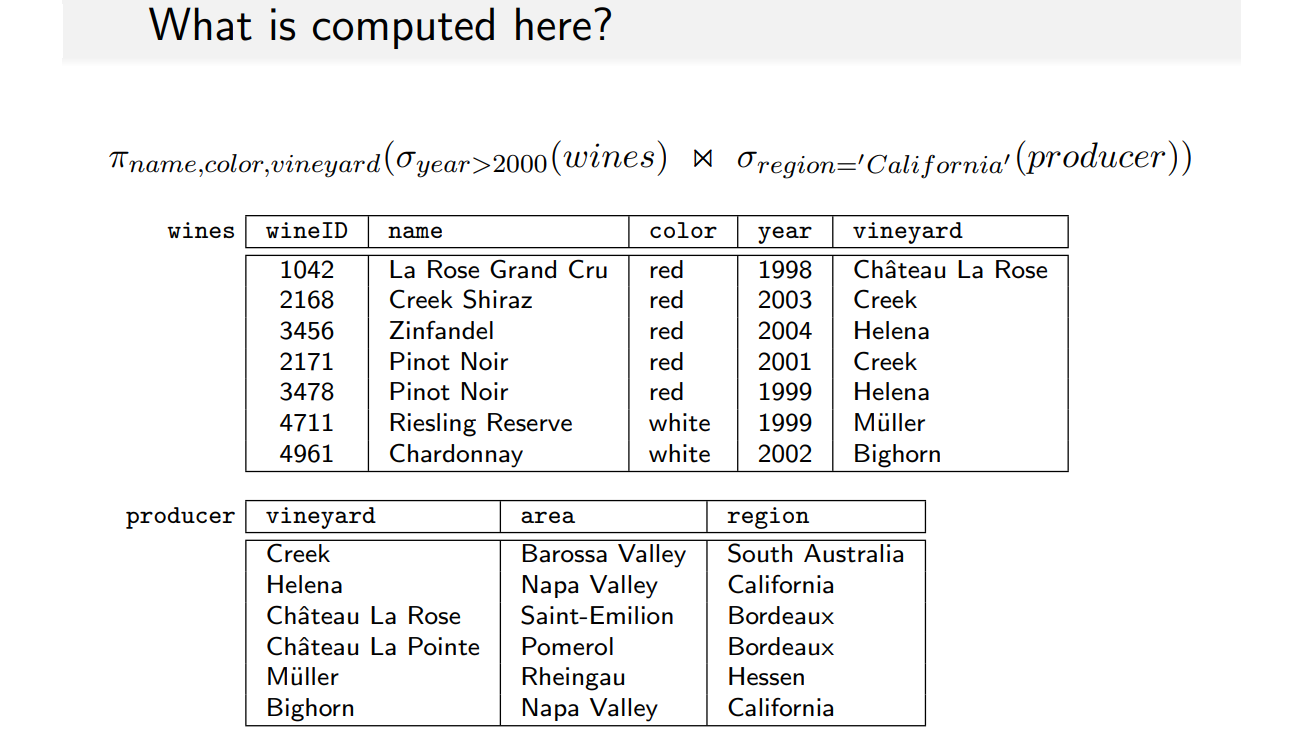 What is computed here?
π_{name,color,vineyard}(σ_{year>2000}(wines) ⋈ σ_{region='California'}(producer))
wines wineID name color year vineyard
1042 La Rose Grand Cru red 1998 Château La Rose
2168 Creek Shiraz red 2003 Creek
3456 Zinfandel red 2004 Helena
2171 Pinot Noir red 2001 Creek
3478 Pinot Noir red 1999 Helena
4711 Riesling Reserve white 1999 Müller
4961 Chardonnay white 2002 Bighorn
producer vineyard area region
Creek Barossa Valley South Australia
Helena Napa Valley California
Château La Rose Saint-Emilion Bordeaux
Château La Pointe Pomerol Bordeaux
Müller Rheingau Hessen
Bighorn Napa Valley California